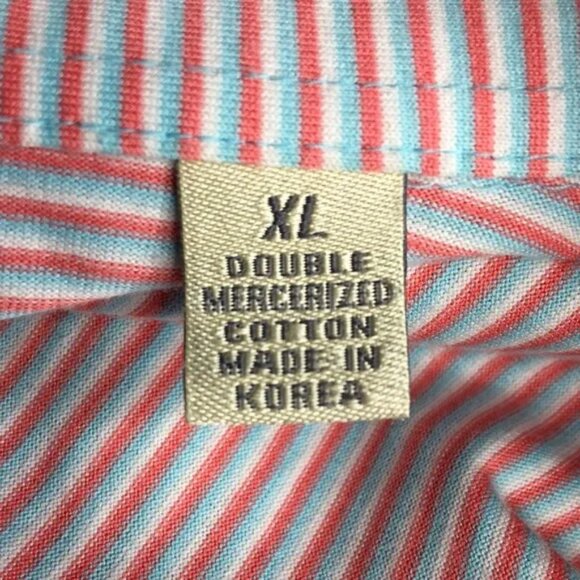 XL
DOUBLE
MERCERIZED
COTTON
MADE IN
KOREA